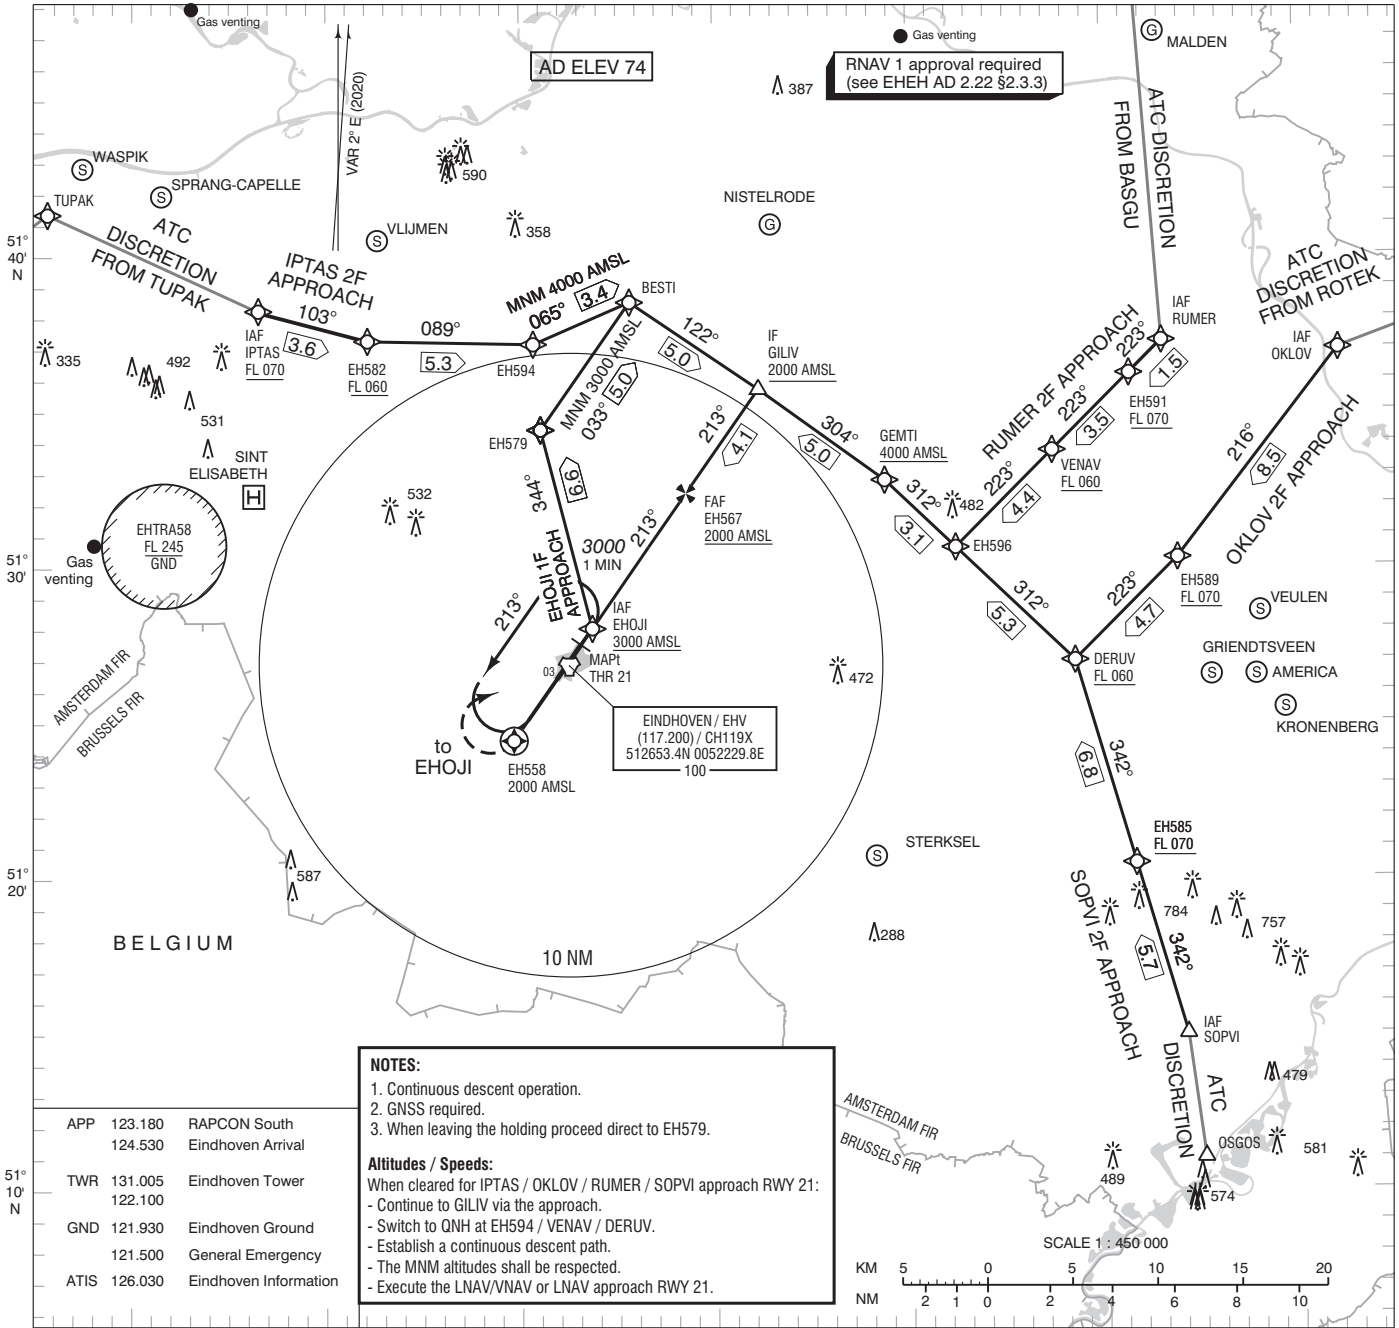 Gas venting
Gas venting
MALDEN
AD ELEV 74
RNAV 1 approval required
(see EHEH AD 2.22 §2.3.3)
387
VAR 2° E (2020)
ATC DISCRETION
FROM BASGU
WASPIK
590
SPRANG-CAPELLE
TUPAK
NISTELRODE
VLIJMEN
358
51°
40'
N
ATC
DISCRETION
FROM TUPAK
IPTAS 2F
APPROACH
103°
3.6
IAF
IPTAS
FL 070
089°
5.3
EH582
FL 060
MNM 4000 AMSL
065°
3.4
EH594
BESTI
122°
5.0
IF
GILIV
2000 AMSL
MNM 3000 AMSL
033°
5.0
ATC
DISCRETION
FROM ROTEK
IAF
RUMER
IAF
OKLOV
RUMER 2F APPROACH
223°
1.5
EH591
FL 070
223°
3.5
VENAV
FL 060
223°
4.4
335
492
531
SINT
ELISABETH
H
EH579
213°
4.1
304°
5.0
GEMTI
4000 AMSL
216°
8.5
OKLOV 2F APPROACH
344°
6.6
532
FAF
EH567
2000 AMSL
312°
3.1
482
EH596
EHTRA58
FL 245
GND
Gas
venting
51°
30'
213°
3000
1 MIN
EHOJI 1F
APPROACH
213°
IAF
EHOJI
3000 AMSL
312°
5.3
223°
4.7
EH589
FL 070
VEULEN
GRIENDTSVEEN
AMERICA
KRONENBERG
DERUV
FL 060
AMSTERDAM FIR
BRUSSELS FIR
03
MAPt
THR 21
472
EINDHOVEN / EHV
(117.200) / CH119X
512653.4N 0052229.8E
100
to
EHOJI
EH558
2000 AMSL
342°
6.8
EH585
FL 070
STERKSEL
587
51°
20'
784
757
288
SOPVI 2F APPROACH
342°
5.7
BELGIUM
10 NM
IAF
SOPVI
ATC
DISCRETION
479
OSGOS
581
489
574
AMSTERDAM FIR
BRUSSELS FIR
NOTES:
1. Continuous descent operation.
2. GNSS required.
3. When leaving the holding proceed direct to EH579.
Altitudes / Speeds:
When cleared for IPTAS / OKLOV / RUMER / SOPVI approach RWY 21:
- Continue to GILIV via the approach.
- Switch to QNH at EH594 / VENAV / DERUV.
- Establish a continuous descent path.
- The MNM altitudes shall be respected.
- Execute the LNAV/VNAV or LNAV approach RWY 21.
APP 123.180 RAPCON South
124.530 Eindhoven Arrival
TWR 131.005 Eindhoven Tower
122.100
GND 121.930 Eindhoven Ground
121.500 General Emergency
ATIS 126.030 Eindhoven Information
51°
10'
N
SCALE 1 : 450 000
KM 5 0 5 10 15 20
NM 2 1 0 2 4 6 8 10